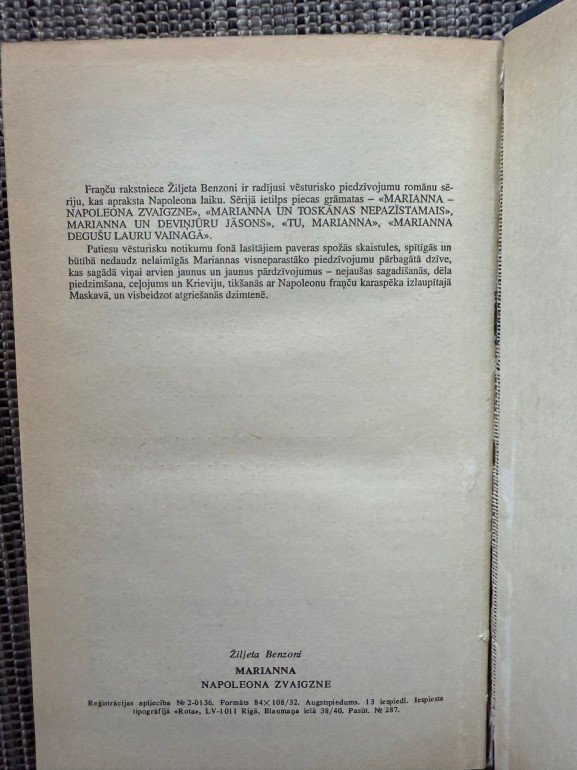 Franču rakstniece Žiljeta Benzoni ir radījusi vēsturisko piedzīvojumu romānu sē-
riju, kas apraksta Napoleona laiku. Sērijā ietilps piecas grāmatas – «MARIANNA –
NAPOLEONA ZVAIGZNE», «MARIANNA UN TOSKĀNAS NEPAZĪSTAMAIS»,
MARIANNA UN DEVIŅJŪRU JĀSONS», «TU, MARIANNA», «MARIANNA
DEGUŠU LAURU VAINAGĀ».
Patiesu vēsturisku notikumu fonā lasītājiem paveras spožās skaistules, spītīgās un
būtībā nedaudz nelaimīgās Mariannas visneparastāko piedzīvojumu pārbagātā dzīve,
kas sagādā viņai arvien jaunus un jaunus pārdzīvojumus – nejaušas sagadīšanās, dēla
piedzimšana, ceļojums un Krieviju, tikšanās ar Napoleonu franču karaspēka izlaupītajā
Maskavā, un visbeidzot atgriešanās dzimtenē.
Žiljeta Benzoni
MARIANNA
NAPOLEONA ZVAIGZNE
Reģistrācijas apliecība № 2-0136. Formāts 84×108/32. Augstspiedums. 13 iespiedl. Iespiests
tipogrāfijā «Rota», LV-1011 Rīgā, Blaumaņa ielā 38/40. Pasūt. № 287.